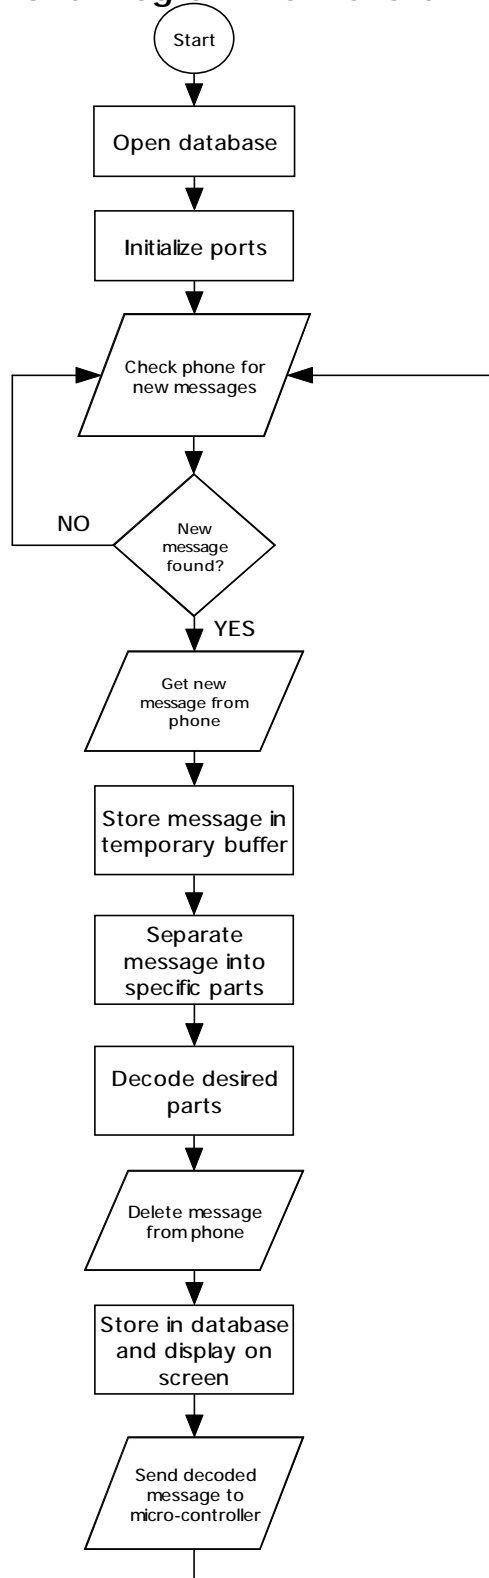 Start
Open database
Initialize ports
Check phone for
new messages
New
message
found?
NO
YES
Get new
message from
phone
Store message in
temporary buffer
Separate
message into
specific parts
Decode desired
parts
Delete message
from phone
Store in database
and display on
screen
Send decoded
message to
micro-controller